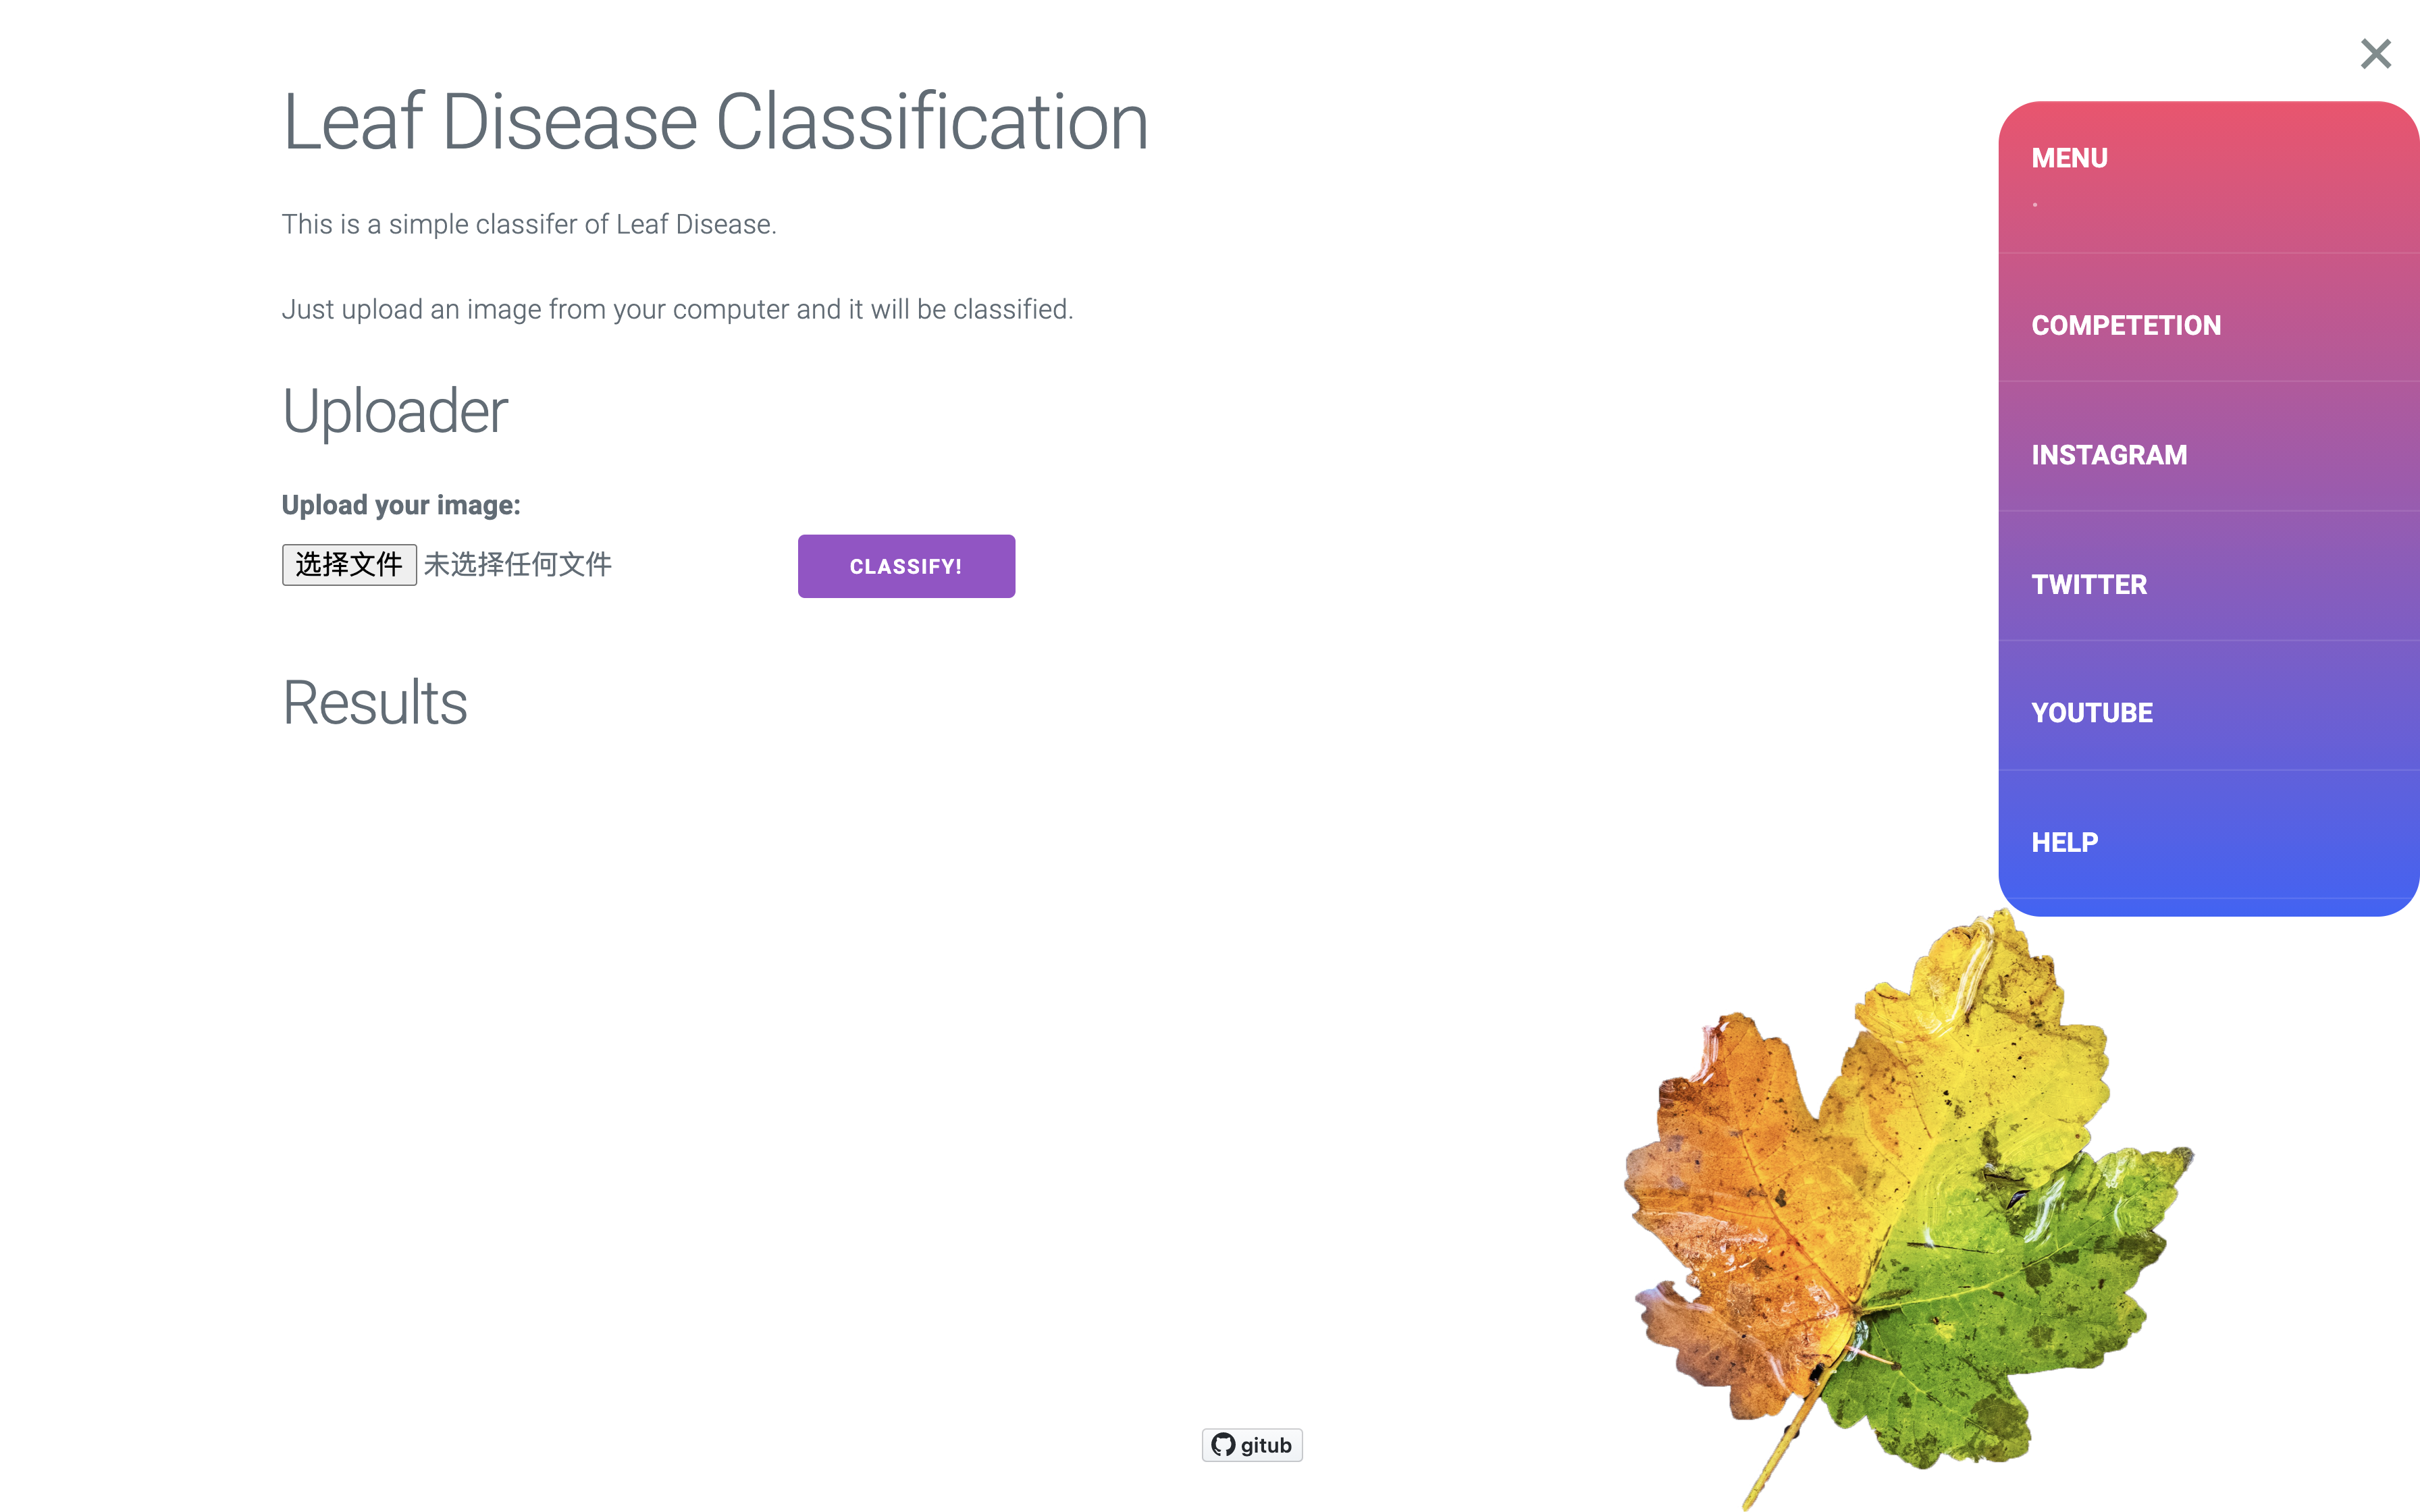 Leaf Disease Classification
This is a simple classifer of Leaf Disease.
Just upload an image from your computer and it will be classified.
Uploader
Upload your image:
选择文件 未选择任何文件
CLASSIFY!
Results
MENU
.
COMPETETION
INSTAGRAM
TWITTER
YOUTUBE
HELP
gitub